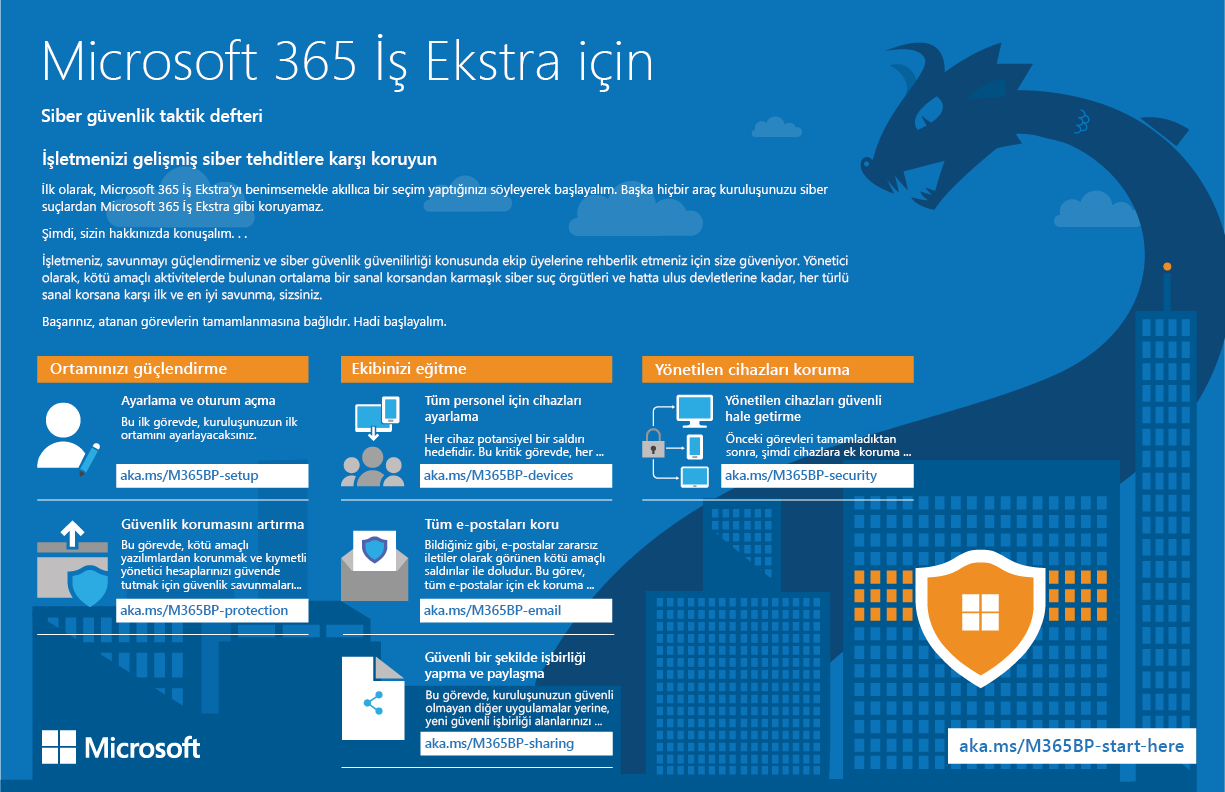 Microsoft 365 İş Ekstra için
Siber güvenlik taktik defteri
İşletmenizi gelişmiş siber tehditlere karşı koruyun
İlk olarak, Microsoft 365 İş Ekstra’yı benimsemekle akıllıca bir seçim yaptığınızı söyleyerek başlayalım. Başka hiçbir araç kuruluşunuzu siber
suçlardan Microsoft 365 İş Ekstra gibi koruyamaz.
Şimdi, sizin hakkınızda konuşalım. . .
İşletmeniz, savunmayı güçlendirmeniz ve siber güvenlik güvenilirliği konusunda ekip üyelerine rehberlik etmeniz için size güveniyor. Yönetici
olarak, kötü amaçlı aktivitelerde bulunan ortalama bir sanal korsandan karmaşık siber suç örgütleri ve hatta ulus devletlerine kadar, her türlü
sanal korsana karşı ilk ve en iyi savunma, sizsiniz.
Başarınız, atanan görevlerin tamamlanmasına bağlıdır. Hadi başlayalım.
Ortamınızı güçlendirme
Ayarlama ve oturum açma
Bu ilk görevde, kuruluşunuzun ilk
ortamını ayarlayacaksınız.
aka.ms/M365BP-setup
Güvenlik korumasını artırma
Bu görevde, kötü amaçlı
yazılımlardan korunmak ve kıymetli
yönetici hesaplarınızı güvende
tutmak için güvenlik savunmaları...
aka.ms/M365BP-protection
Ekibinizi eğitme
Tüm personel için cihazları
ayarlama
Her cihaz potansiyel bir saldırı
hedefidir. Bu kritik görevde, her ...
aka.ms/M365BP-devices
Tüm e-postaları koru
Bildiğiniz gibi, e-postalar zararsız
iletiler olarak görünen kötü amaçlı
saldırılar ile doludur. Bu görev,
tüm e-postalar için ek koruma ...
aka.ms/M365BP-email
Güvenli bir şekilde işbirliği
yapma ve paylaşma
Bu görevde, kuruluşunuzun güvenli
olmayan diğer uygulamalar yerine,
yeni güvenli işbirliği alanlarınızı ...
aka.ms/M365BP-sharing
Yönetilen cihazları koruma
Yönetilen cihazları güvenli
hale getirme
Önceki görevleri tamamladıktan
sonra, şimdi cihazlara ek koruma ...
aka.ms/M365BP-security
Microsoft
aka.ms/M365BP-start-here